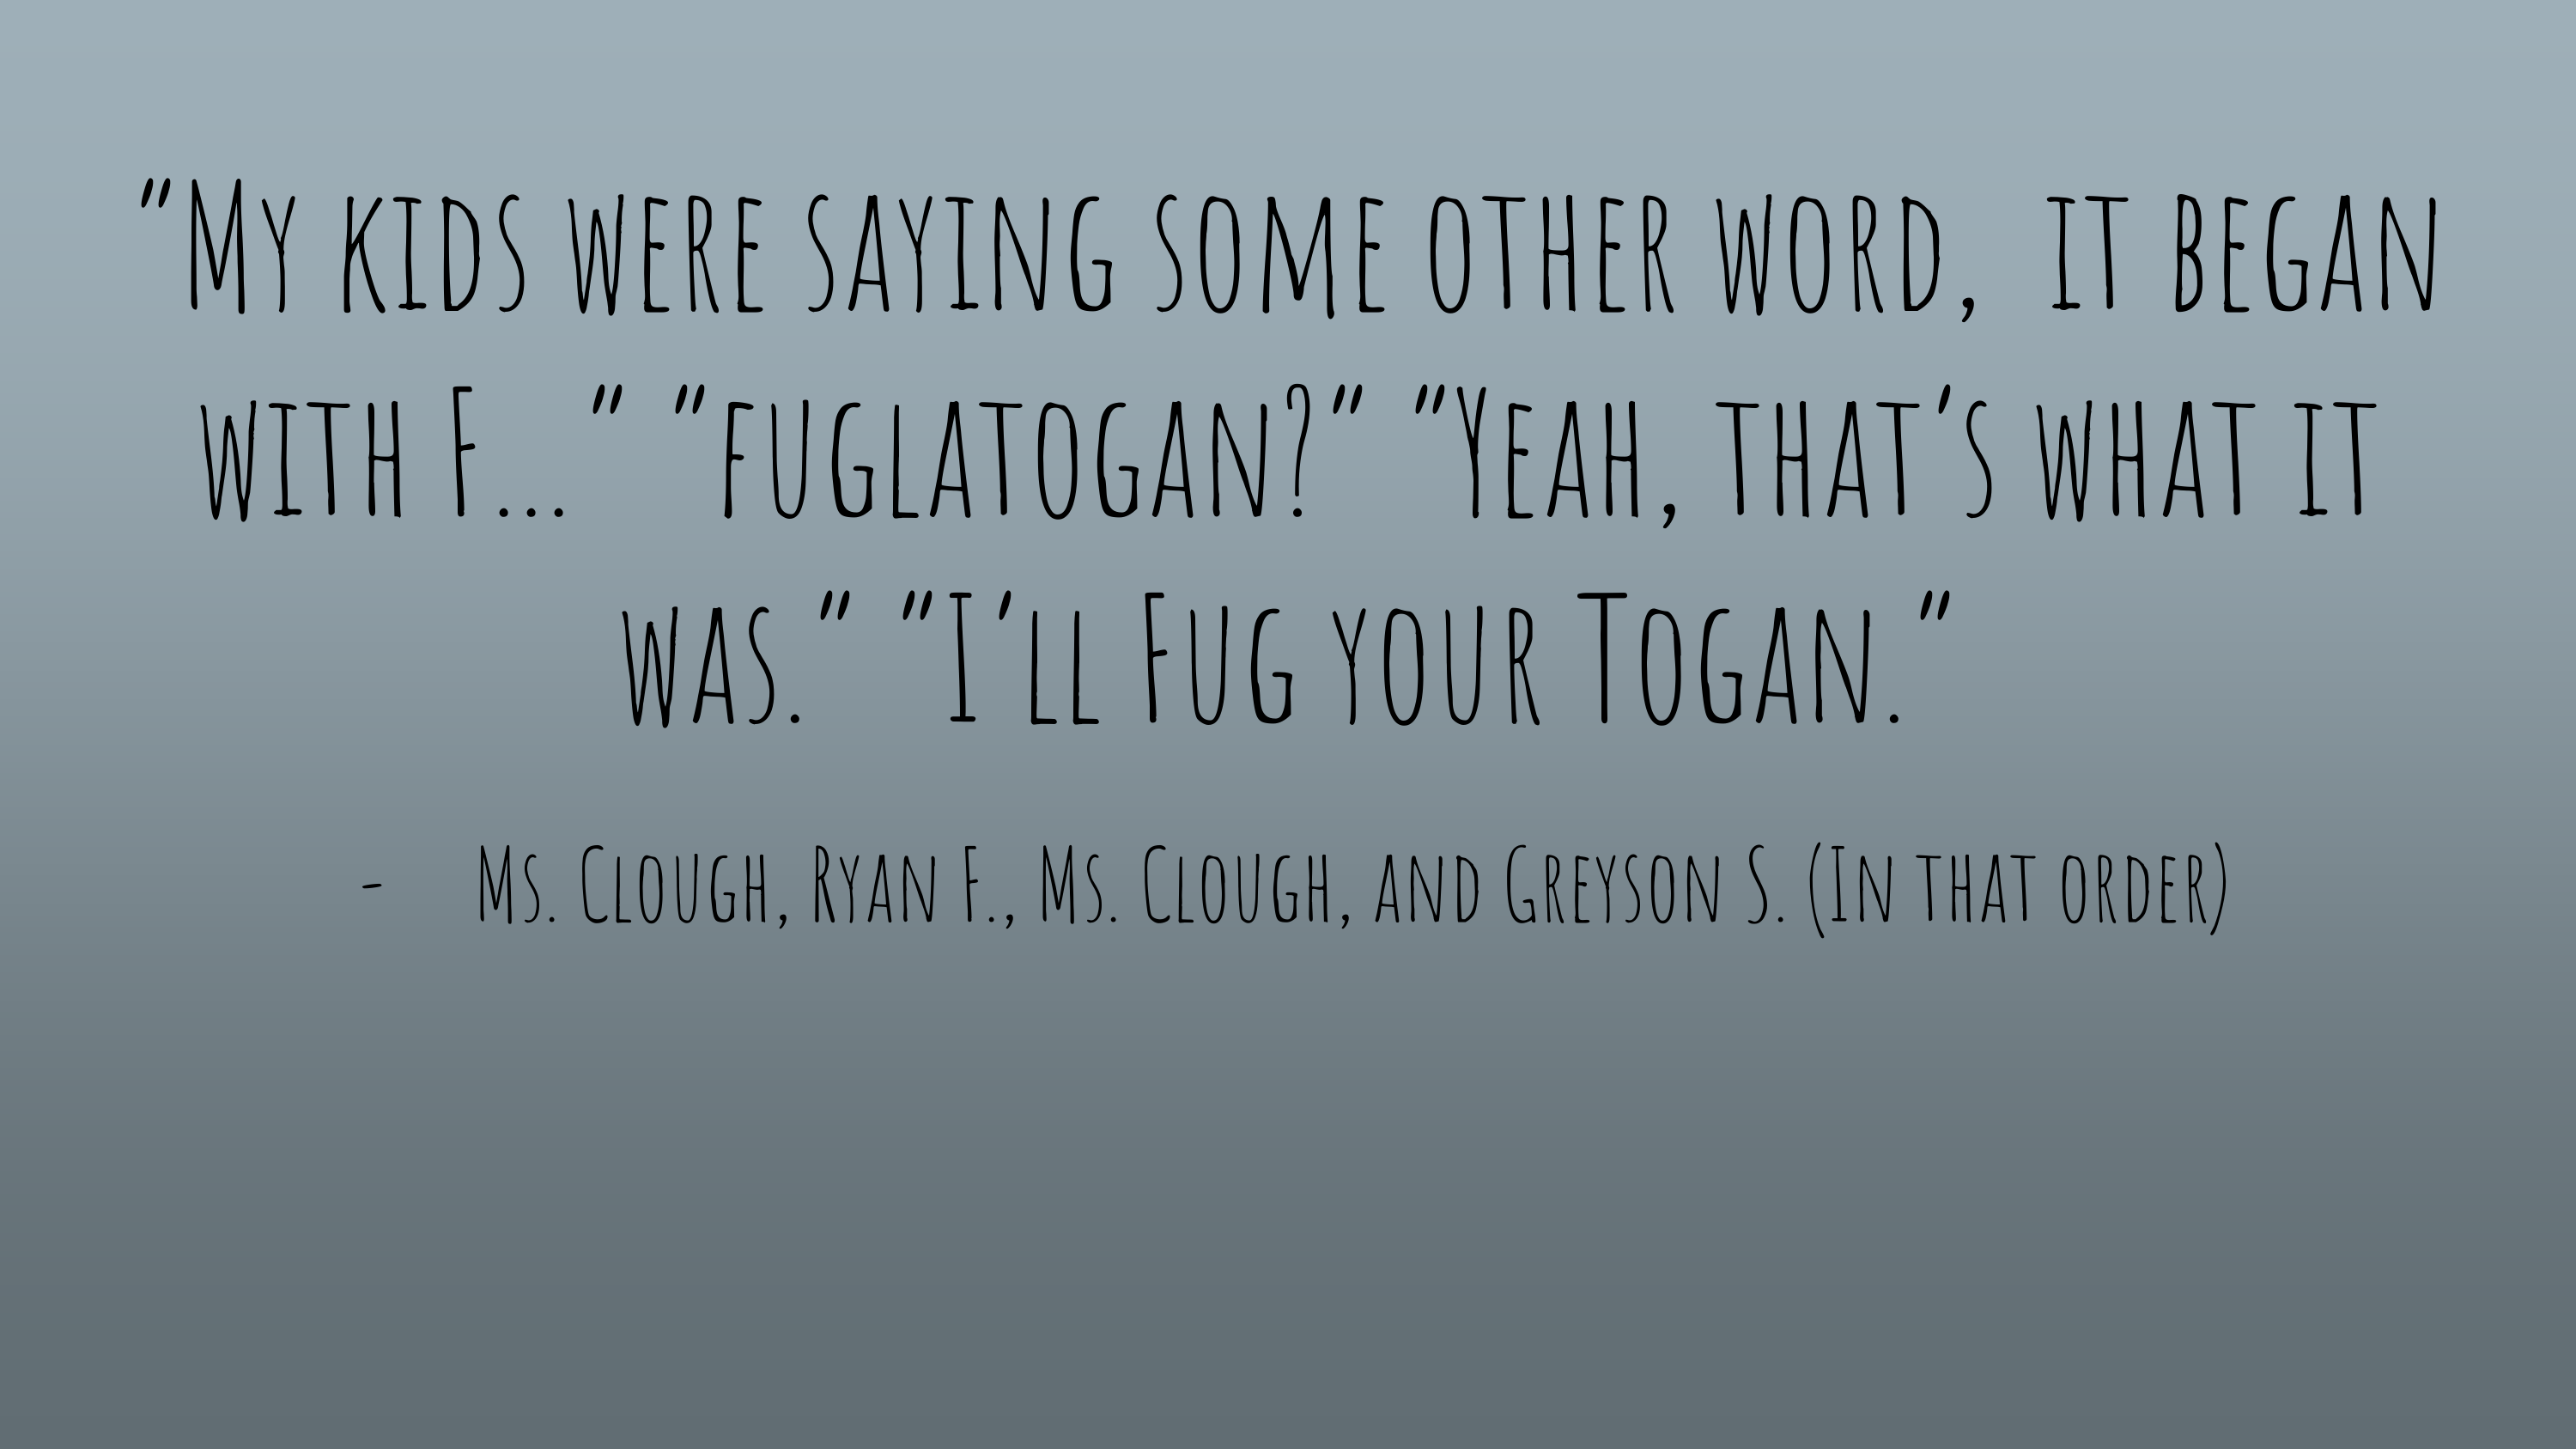 "My kids were saying some other word, it began
with F..." "fuglatogan?" "Yeah, that's what it
was." "I'll Fug your Togan."
- Ms. Clough, Ryan F., Ms. Clough, and Greyson S. (In that order)